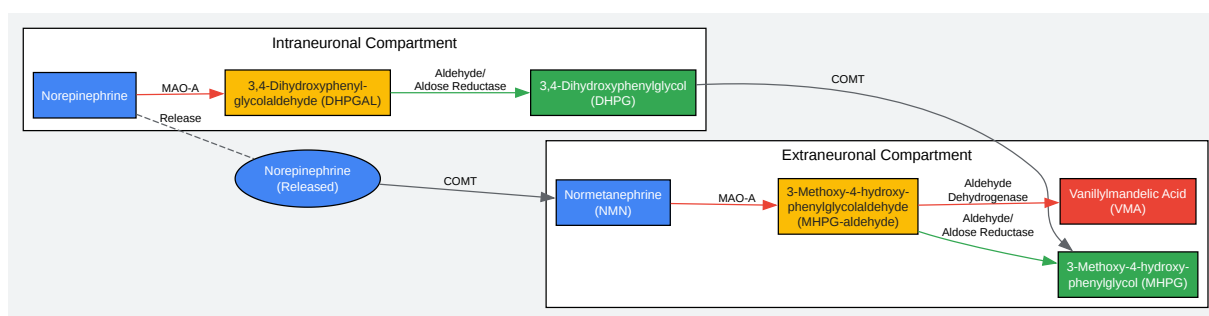 Intraneuronal Compartment
Norepinephrine
MAO-A
3,4-Dihydroxyphenyl-
glycolaldehyde (DHPGAL)
Aldehyde/
Aldose Reductase
3,4-Dihydroxyphenylglycol
(DHPG)
COMT
Release
Norepinephrine
(Released)
COMT
Extraneuronal Compartment
Normetanephrine
(NMN)
MAO-A
3-Methoxy-4-hydroxy-
phenylglycolaldehyde
(MHPG-aldehyde)
Aldehyde
Dehydrogenase
Vanillylmandelic Acid
(VMA)
Aldehyde/
Aldose Reductase
3-Methoxy-4-hydroxy-
phenylglycol (MHPG)